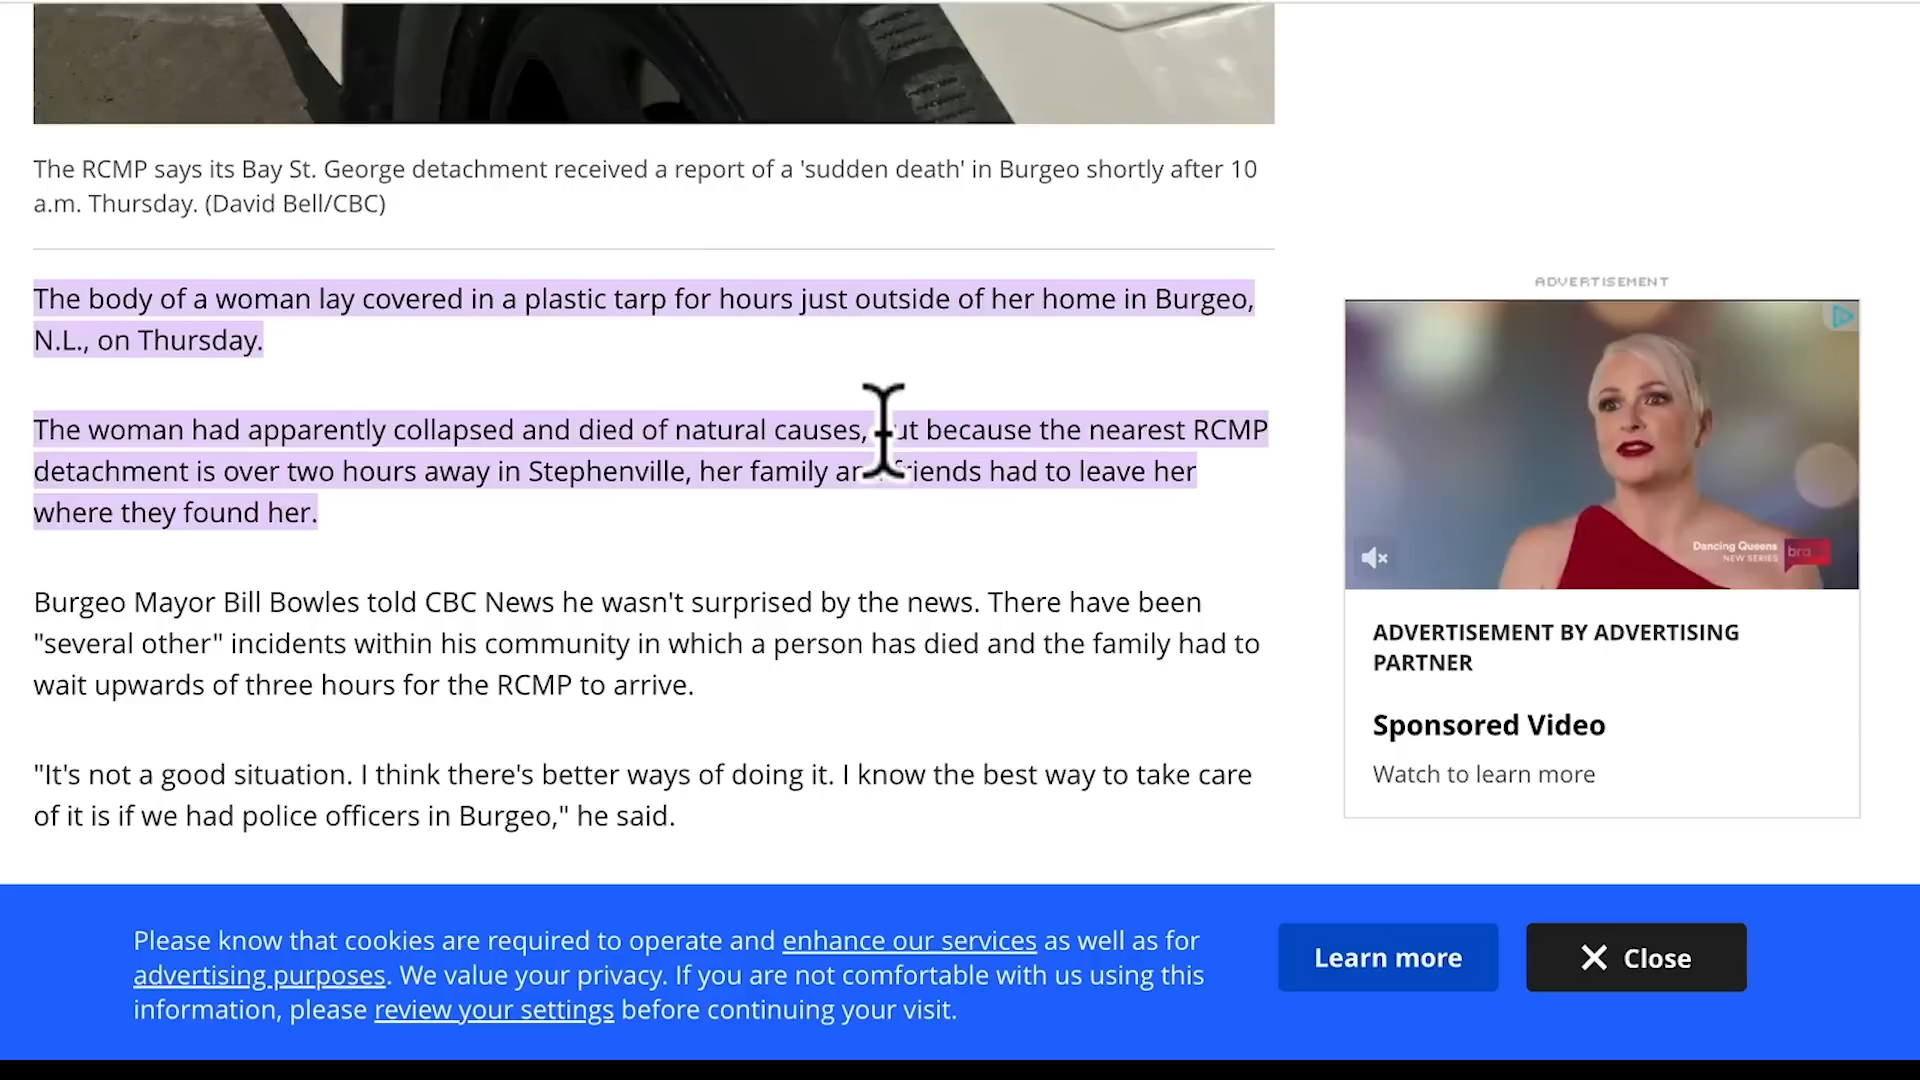 The RCMP says its Bay St. George detachment received a report of a 'sudden death' in Burgeo shortly after 10
a.m. Thursday. (David Bell/CBC)
The body of a woman lay covered in a plastic tarp for hours just outside of her home in Burgeo,
N.L., on Thursday.
The woman had apparently collapsed and died of natural causes, but because the nearest RCMP
detachment is over two hours away in Stephenville, her family and friends had to leave her
where they found her.
Burgeo Mayor Bill Bowles told CBC News he wasn't surprised by the news. There have been
"several other" incidents within his community in which a person has died and the family had to
wait upwards of three hours for the RCMP to arrive.
"It's not a good situation. I think there's better ways of doing it. I know the best way to take care
of it is if we had police officers in Burgeo," he said.
ADVERTISEMENT
Dancing Queens
NEW SERIES
bra
ADVERTISEMENT BY ADVERTISING
PARTNER
Sponsored Video
Watch to learn more
Please know that cookies are required to operate and enhance our services as well as for
advertising purposes. We value your privacy. If you are not comfortable with us using this
information, please review your settings before continuing your visit.
Learn more
Close